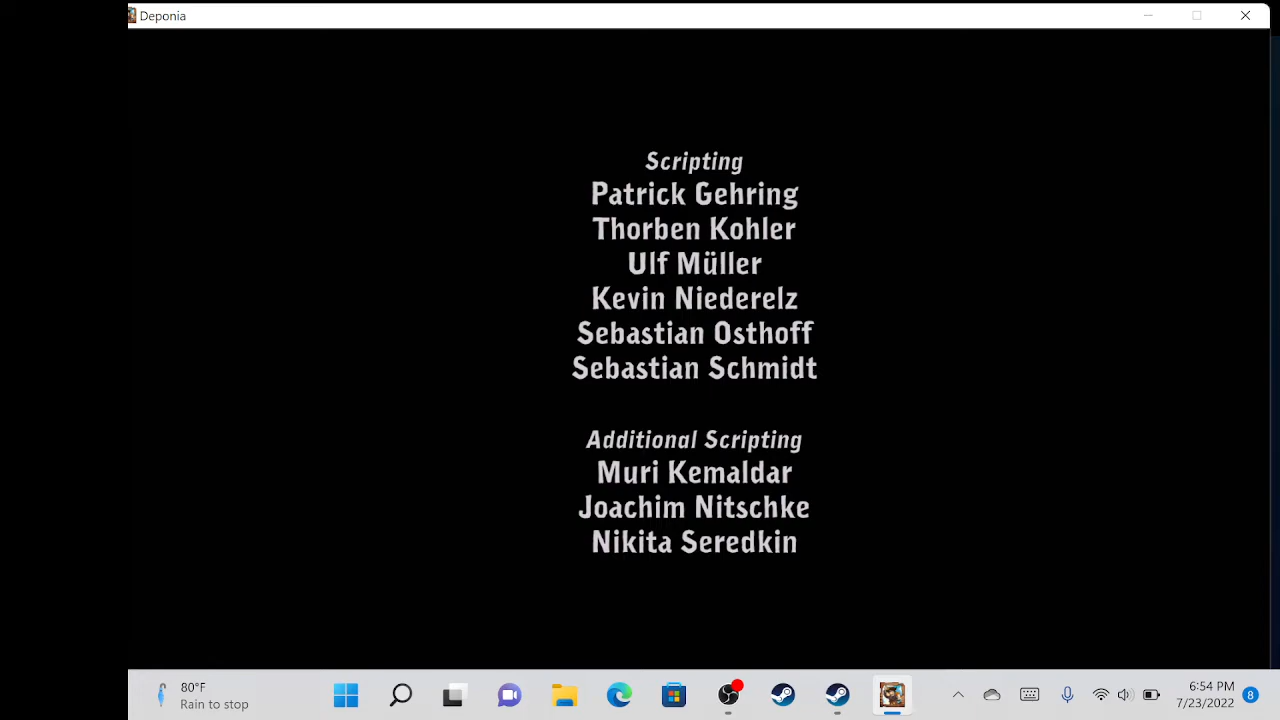 Deponia
Scripting
Patrick Gehring
Thorben Kohler
Ulf Müller
Kevin Niederelz
Sebastian Osthoff
Sebastian Schmidt
Additional Scripting
Muri Kemaldar
Joachim Nitschke
Nikita Seredkin
80°F
Rain to stop
6:54 PM
7/23/2022
8